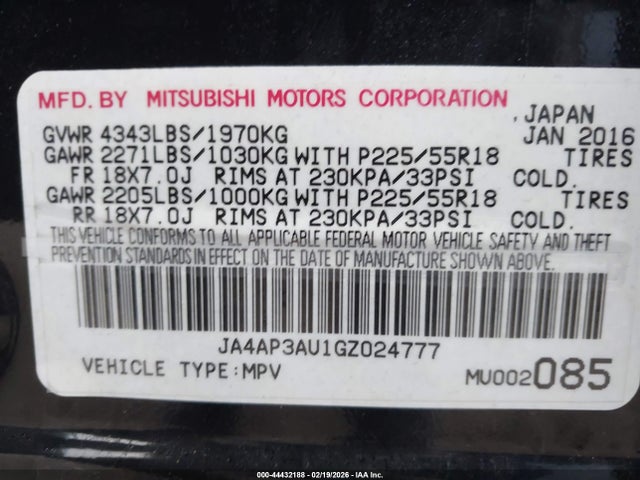 MFD. BY MITSUBISHI MOTORS CORPORATION
, JAPAN
GVWR 4343LBS/1970KG JAN 2016
GAWR 2271LBS/1030KG WITH P225/55R18 TIRES
FR 18X7.0J RIMS AT 230KPA/33PSI COLD.
GAWR 2205LBS/1000KG WITH P225/55R18 TIRES
RR 18X7.0J RIMS AT 230KPA/33PSI COLD.
THIS VEHICLE CONFORMS TO ALL APPLICABLE FEDERAL MOTOR VEHICLE SAFETY AND THEFT
PREVENTION STANDARDS IN EFFECT ON THE DATE OF MANUFACTURE SHOWN ABOVE.
JA4AP3AU1GZ024777
VEHICLE TYPE:MPV MU002085
000-44432188 - 02/19/2026 - IAA, Inc.